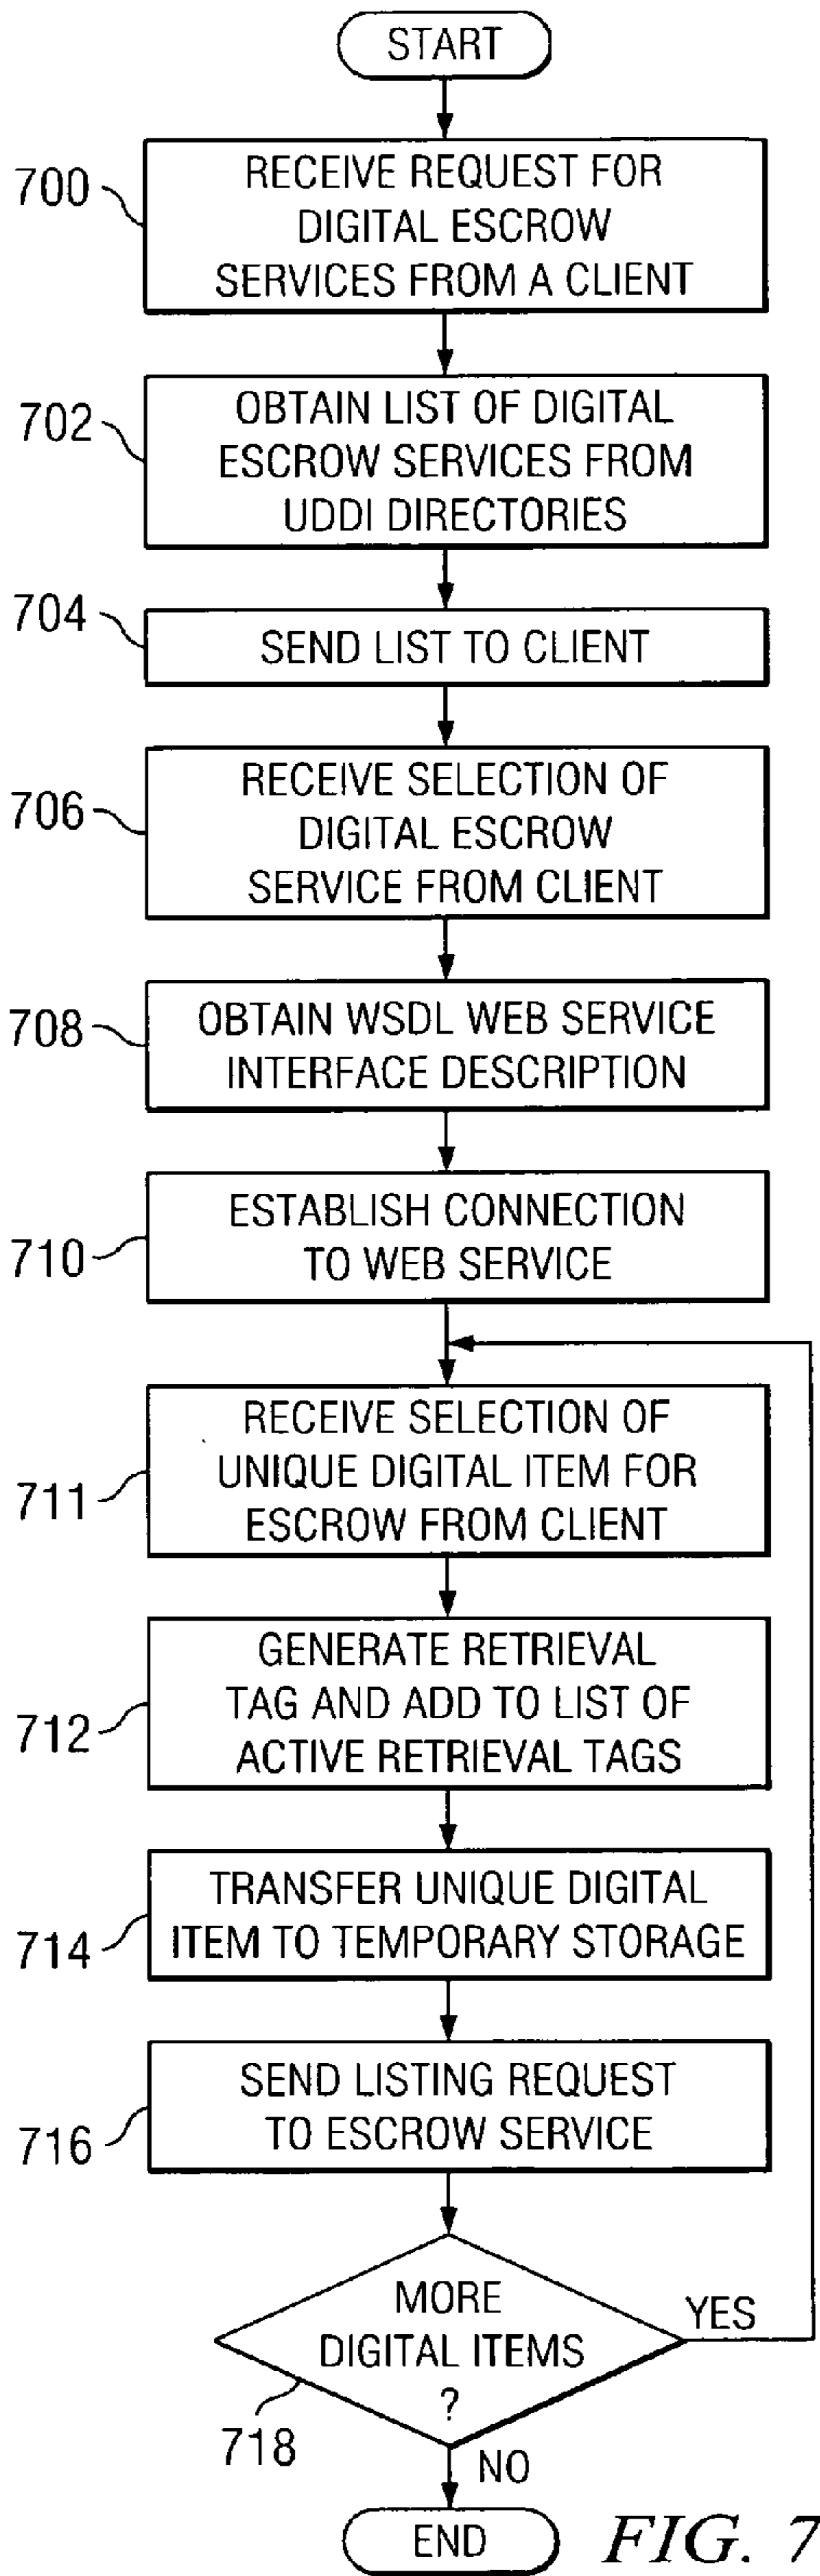 START
700
RECEIVE REQUEST FOR
DIGITAL ESCROW
SERVICES FROM A CLIENT
702
OBTAIN LIST OF DIGITAL
ESCROW SERVICES FROM
UDDI DIRECTORIES
704
SEND LIST TO CLIENT
706
RECEIVE SELECTION OF
DIGITAL ESCROW
SERVICE FROM CLIENT
708
OBTAIN WSDL WEB SERVICE
INTERFACE DESCRIPTION
710
ESTABLISH CONNECTION
TO WEB SERVICE
711
RECEIVE SELECTION OF
UNIQUE DIGITAL ITEM FOR
ESCROW FROM CLIENT
712
GENERATE RETRIEVAL
TAG AND ADD TO LIST OF
ACTIVE RETRIEVAL TAGS
714
TRANSFER UNIQUE DIGITAL
ITEM TO TEMPORARY STORAGE
716
SEND LISTING REQUEST
TO ESCROW SERVICE
718
MORE
DIGITAL ITEMS
?
YES
NO
END
FIG. 7